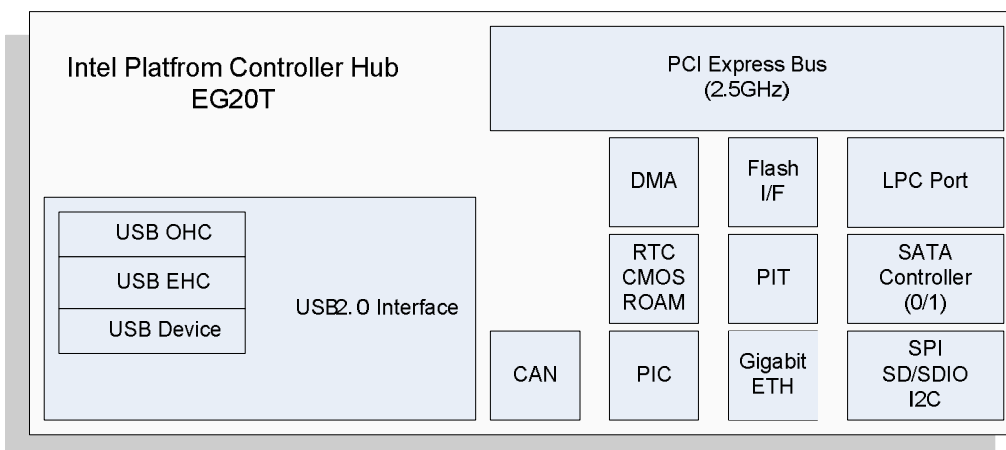 Intel Platfrom Controller Hub
EG20T
PCI Express Bus
(2.5GHz)
DMA
Flash
I/F
LPC Port
USB OHC
USB EHC
USB Device
USB2.0 Interface
RTC
CMOS
ROAM
PIT
SATA
Controller
(0/1)
CAN
PIC
Gigabit
ETH
SPI
SD/SDIO
I2C